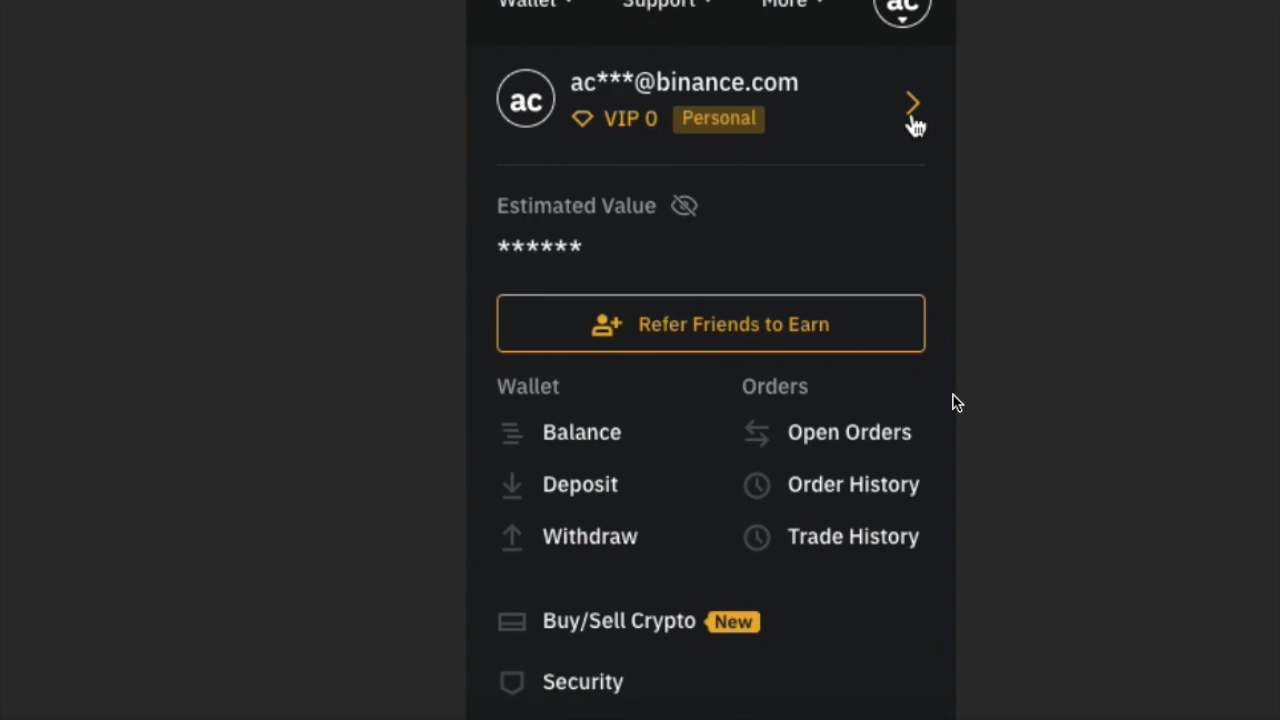 Wallet Support More ac
ac ac***@binance.com
VIP 0 Personal
Estimated Value
******
Refer Friends to Earn
Wallet Orders
Balance Open Orders
Deposit Order History
Withdraw Trade History
Buy/Sell Crypto New
Security